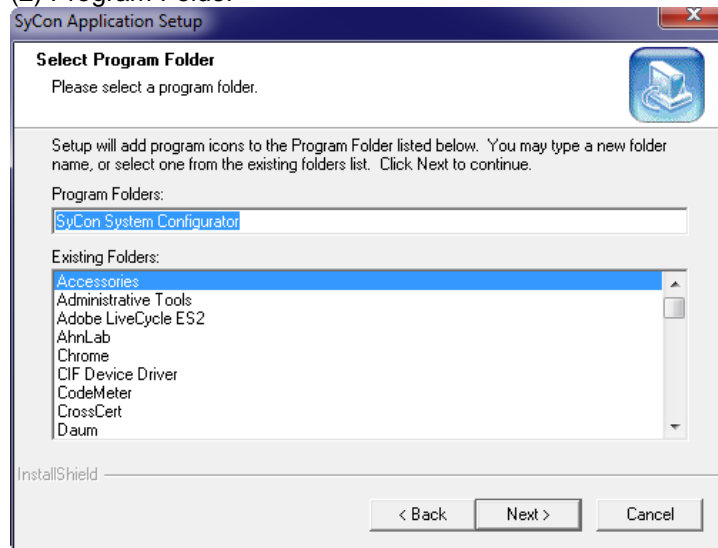 (2) Program Folder
SyCon Application Setup
X
Select Program Folder
Please select a program folder.
Setup will add program icons to the Program Folder listed below. You may type a new folder
name, or select one from the existing folders list. Click Next to continue.
Program Folders:
SyCon System Configurator
Existing Folders:
Accessories
Administrative Tools
Adobe LiveCycle ES2
AhnLab
Chrome
CIF Device Driver
CodeMeter
CrossCert
Daum
InstallShield
< Back Next > Cancel